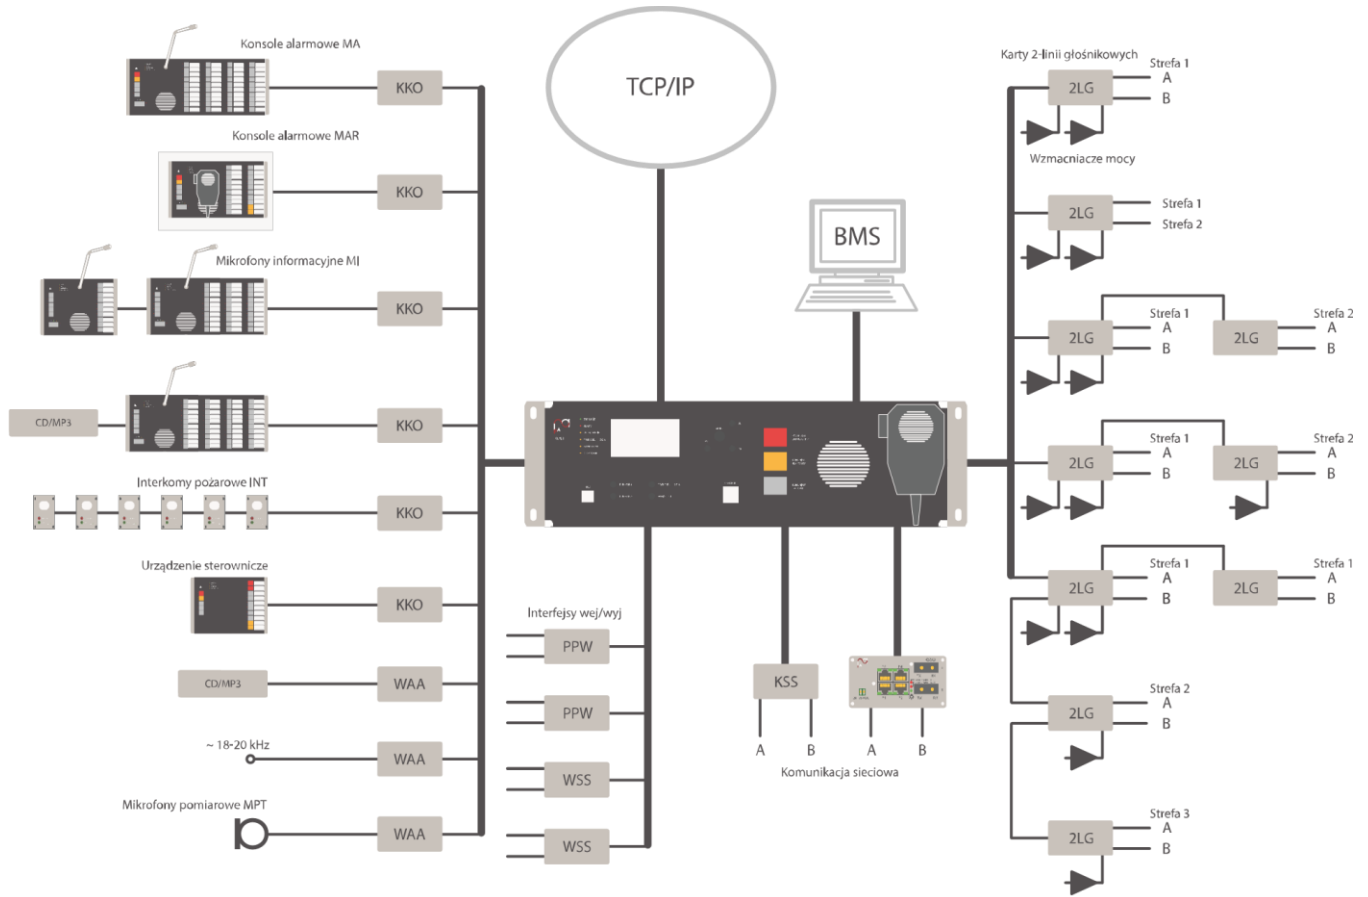 Konsole alarmowe MA
KKO
Konsole alarmowe MAR
KKO
Mikrofony informacyjne MI
KKO
CD/MP3
KKO
Interkomy pożarowe INT
KKO
Urządzenie sterownicze
KKO
CD/MP3
WAA
~ 18-20 kHz
WAA
Mikrofony pomiarowe MPT
WAA
TCP/IP
BMS
Interfejsy wej/wyj
PPW
PPW
WSS
WSS
KSS
A
B
A
B
Komunikacja sieciowa
Karty 2-linii głośnikowych
Strefa 1
2LG
A
B
Wzmacniacze mocy
2LG
Strefa 1
Strefa 2
Strefa 1
2LG
A
B
Strefa 2
2LG
A
B
Strefa 1
2LG
A
B
Strefa 2
2LG
A
B
Strefa 1
2LG
A
B
Strefa 1
2LG
A
B
Strefa 2
2LG
A
B
Strefa 3
2LG
A
B